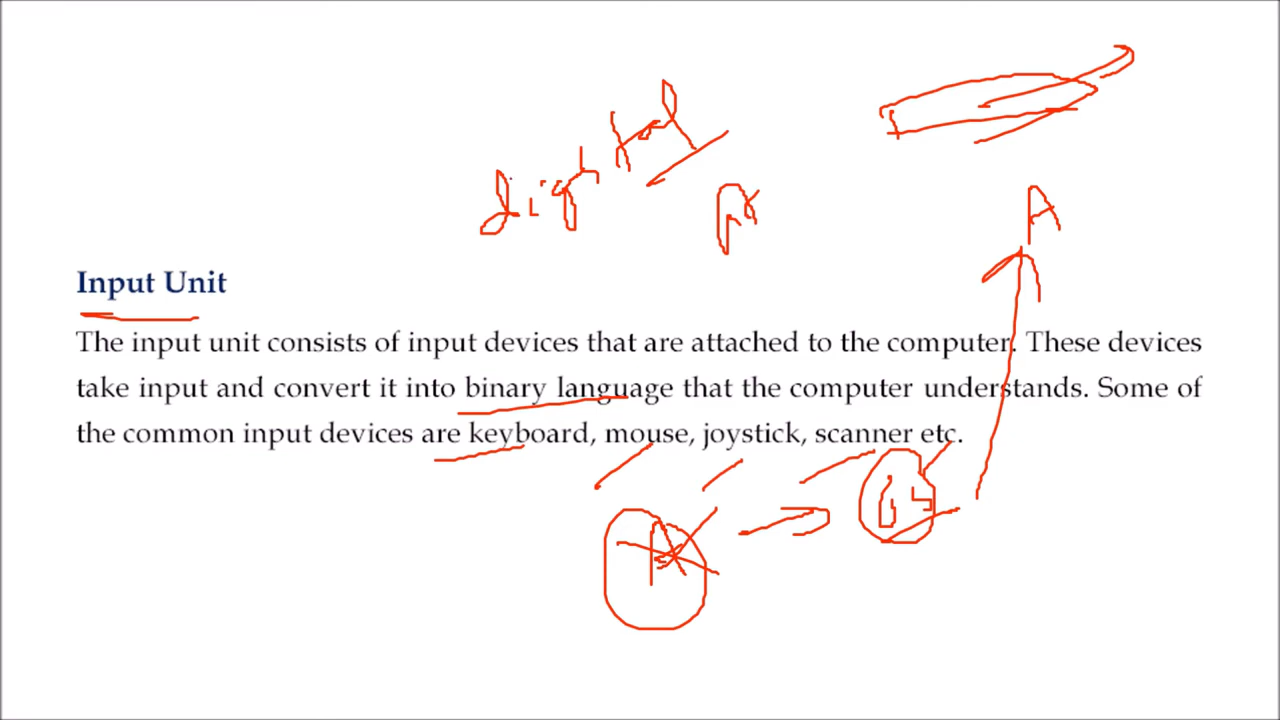 digital
A
Input Unit
The input unit consists of input devices that are attached to the computer. These devices
take input and convert it into binary language that the computer understands. Some of
the common input devices are keyboard, mouse, joystick, scanner etc.
A